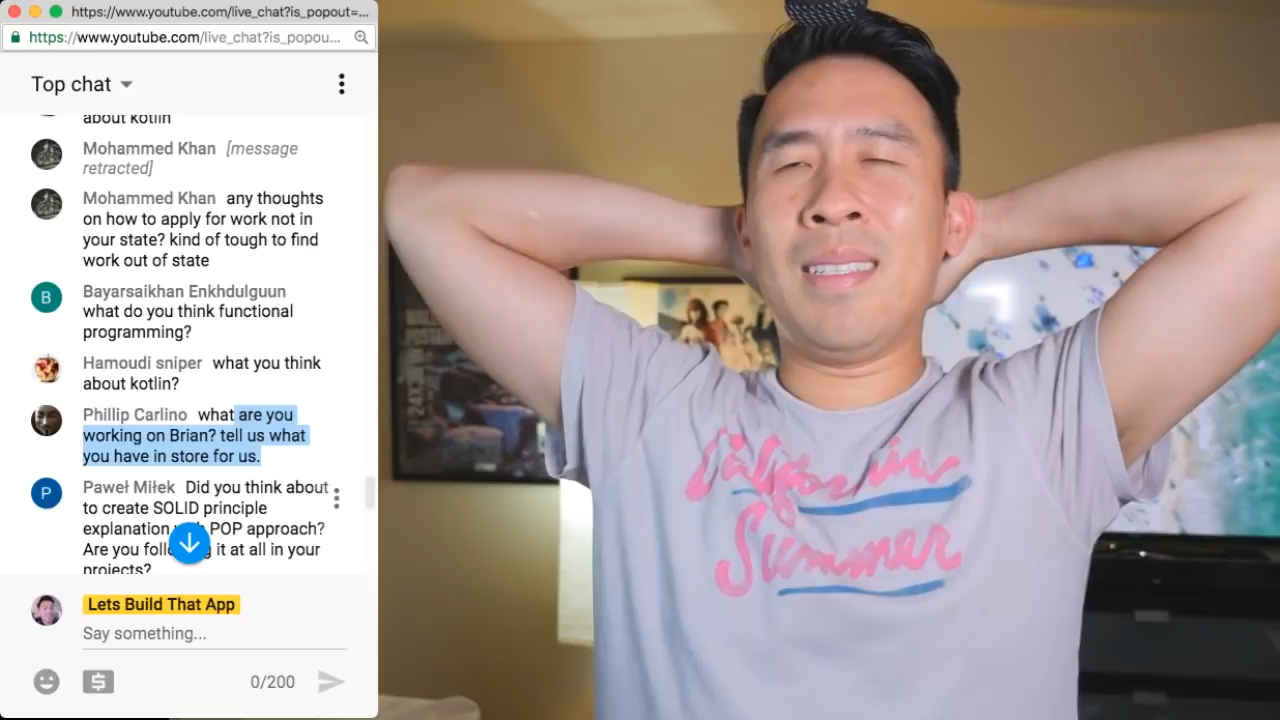 https://www.youtube.com/live_chat?is_popout=...
https://www.youtube.com/live_chat?is_popou...
Top chat
about kotlin
Mohammed Khan [message
retracted]
Mohammed Khan any thoughts
on how to apply for work not in
your state? kind of tough to find
work out of state
B
Bayarsaikhan Enkhdulguun
what do you think functional
programming?
Hamoudi sniper what you think
about kotlin?
Phillip Carlino what are you
working on Brian? tell us what
you have in store for us.
P
Paweł Miłek Did you think about
to create SOLID principle
explanation POP approach?
Are you it at all in your
projects?
Lets Build That App
Say something...
$
0/200
California
Summer